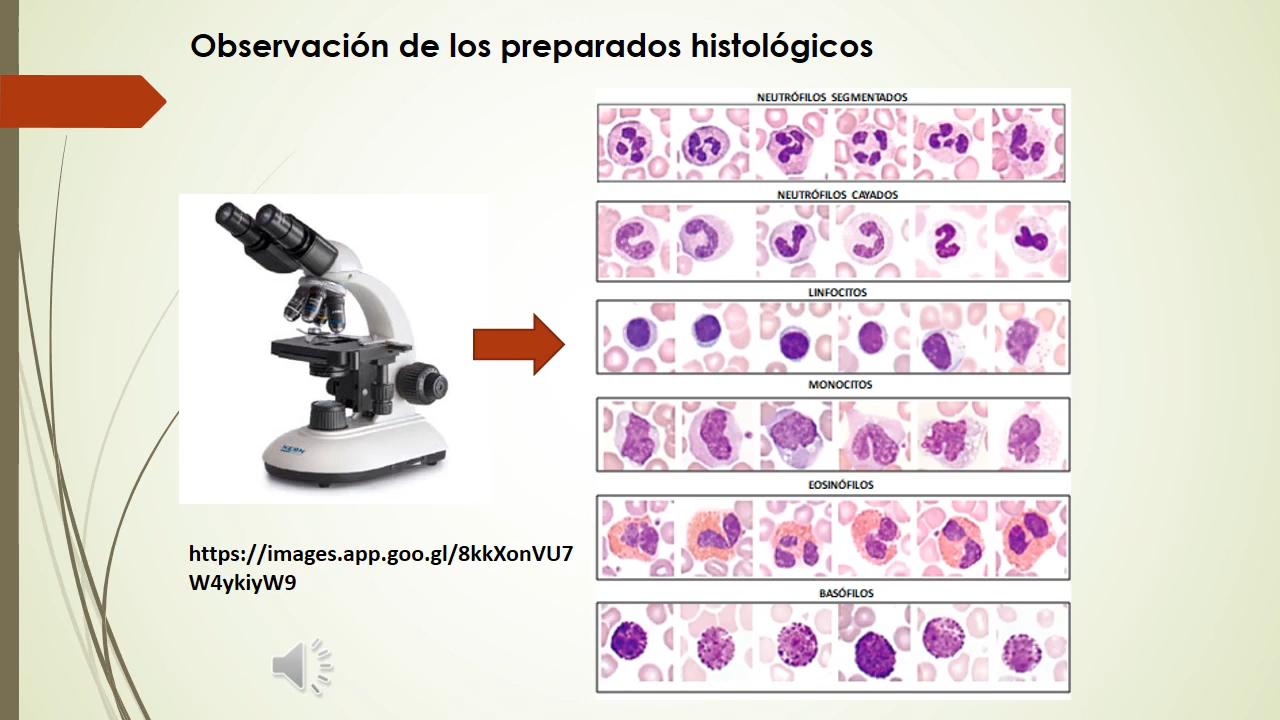 Observación de los preparados histológicos
NEUTRÓFILOS SEGMENTADOS
NEUTRÓFILOS CAYADOS
LINFOCITOS
MONOCITOS
EOSINÓFILOS
BASÓFILOS
KERN
https://images.app.goo.gl/8kkXonVU7
W4ykiyW9